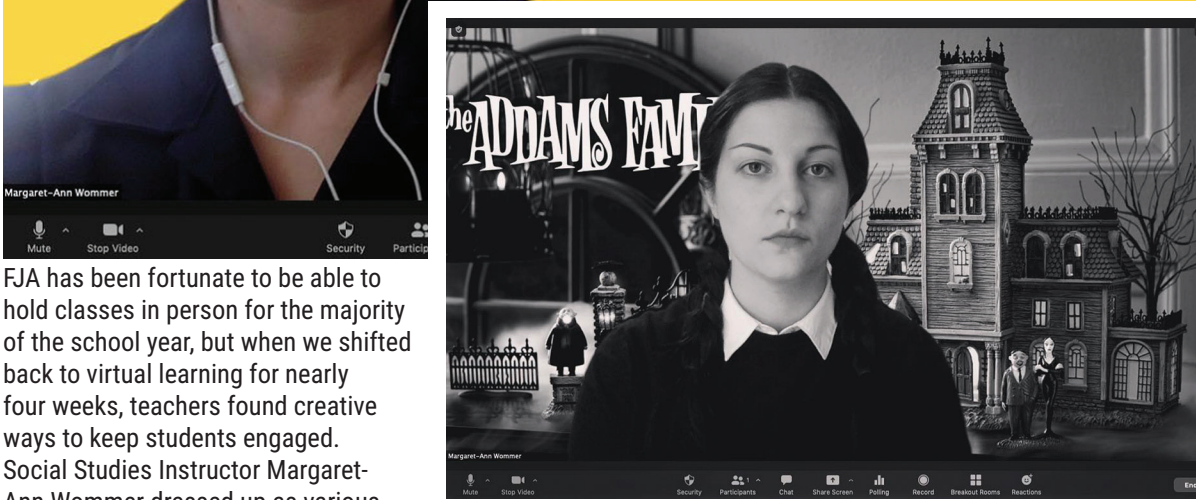 Margaret-Ann Wommer
Mute
Stop Video
Security
Particip
FJA has been fortunate to be able to
hold classes in person for the majority
of the school year, but when we shifted
back to virtual learning for nearly
four weeks, teachers found creative
ways to keep students engaged.
Social Studies Instructor Margaret-
Ann Wommer dressed up as various
the ADDAMS FAM
Margaret-Ann Wommer
Mute
Stop Video
Security
Participants 1
Chat
Share Screen
Polling
Record
Breakout Rooms
Reactions
En